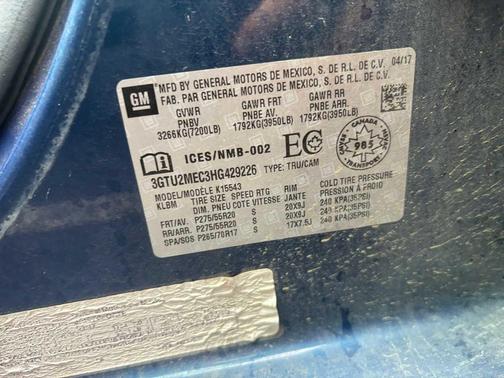 GM
MFD BY GENERAL MOTORS DE MEXICO, S. DE R.L. DE C.V. 04/17
FAB. PAR GENERAL MOTORS DE MEXICO, S. DE R.L. DE C.V.
GVWR GAWR FRT GAWR RR
PNBV PNBE AV. PNBE ARR.
3266KG(7200LB) 1792KG(3950LB) 1792KG(3950LB)
ICES/NMB-002 EC CANADA 985
3GTU2MEC3HG429226 TYPE: TRU/CAM
MODEL/MODÈLE K15543 COLD TIRE PRESSURE
KLBM TIRE SIZE SPEED RTG RIM PRESSION À FROID
DIM. PNEU COTE VITESSE JANTE
FRT/AV. P275/55R20 S 20X9J 240 KPA(35PSI)
RR/ARR. P275/55R20 S 20X9J 240 KPA(35PSI)
SPA/SOS P265/70R17 S 17X7.5J 240 KPA(35PSI)